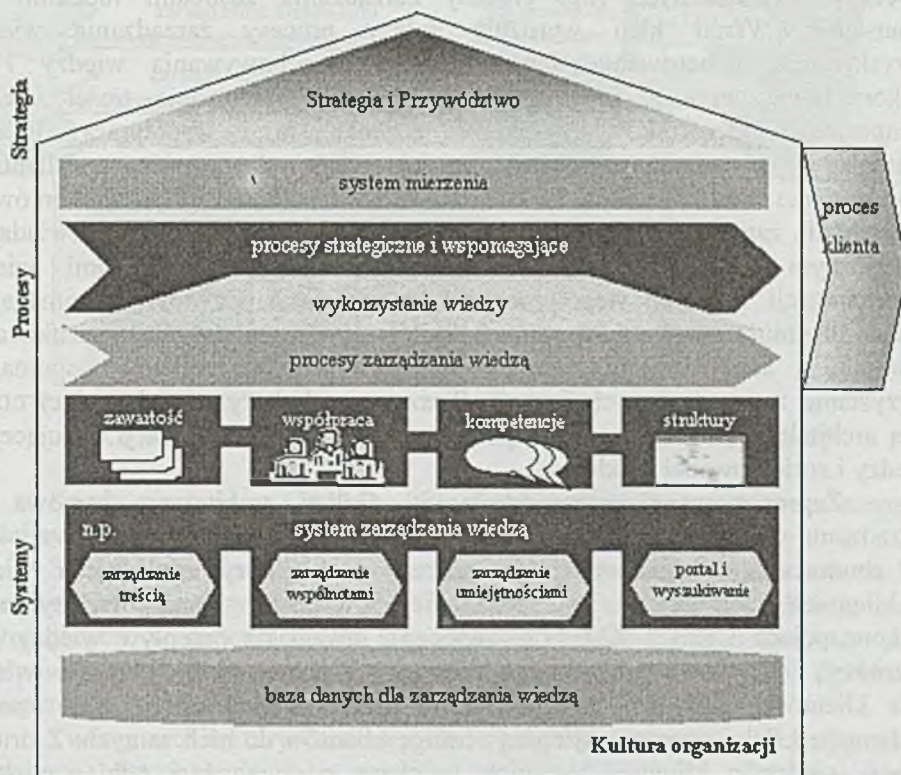 Strategia
Strategia i Przywództwo
system mierzenia
proces
klienta
Procesy
procesy strategiczne i wspomagające
wykorzystanie wiedzy
procesy zarządzania wiedzą
zawartość
współpraca
kompetencje
struktury
Systemy
n.p.
system zarządzania wiedzą
zarządzanie
treścią
zarządzanie
wspólnotami
zarządzanie
umiejętnościami
portal i
wyszukiwanie
baza danych dla zarządzania wiedzą
Kultura organizacji